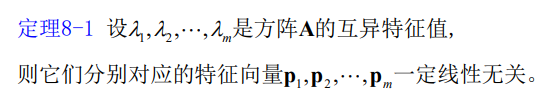 定理8-1 设λ₁,λ₂,⋯,λₘ是方阵A的互异特征值,
则它们分别对应的特征向量p₁,p₂,⋯,pₘ一定线性无关。